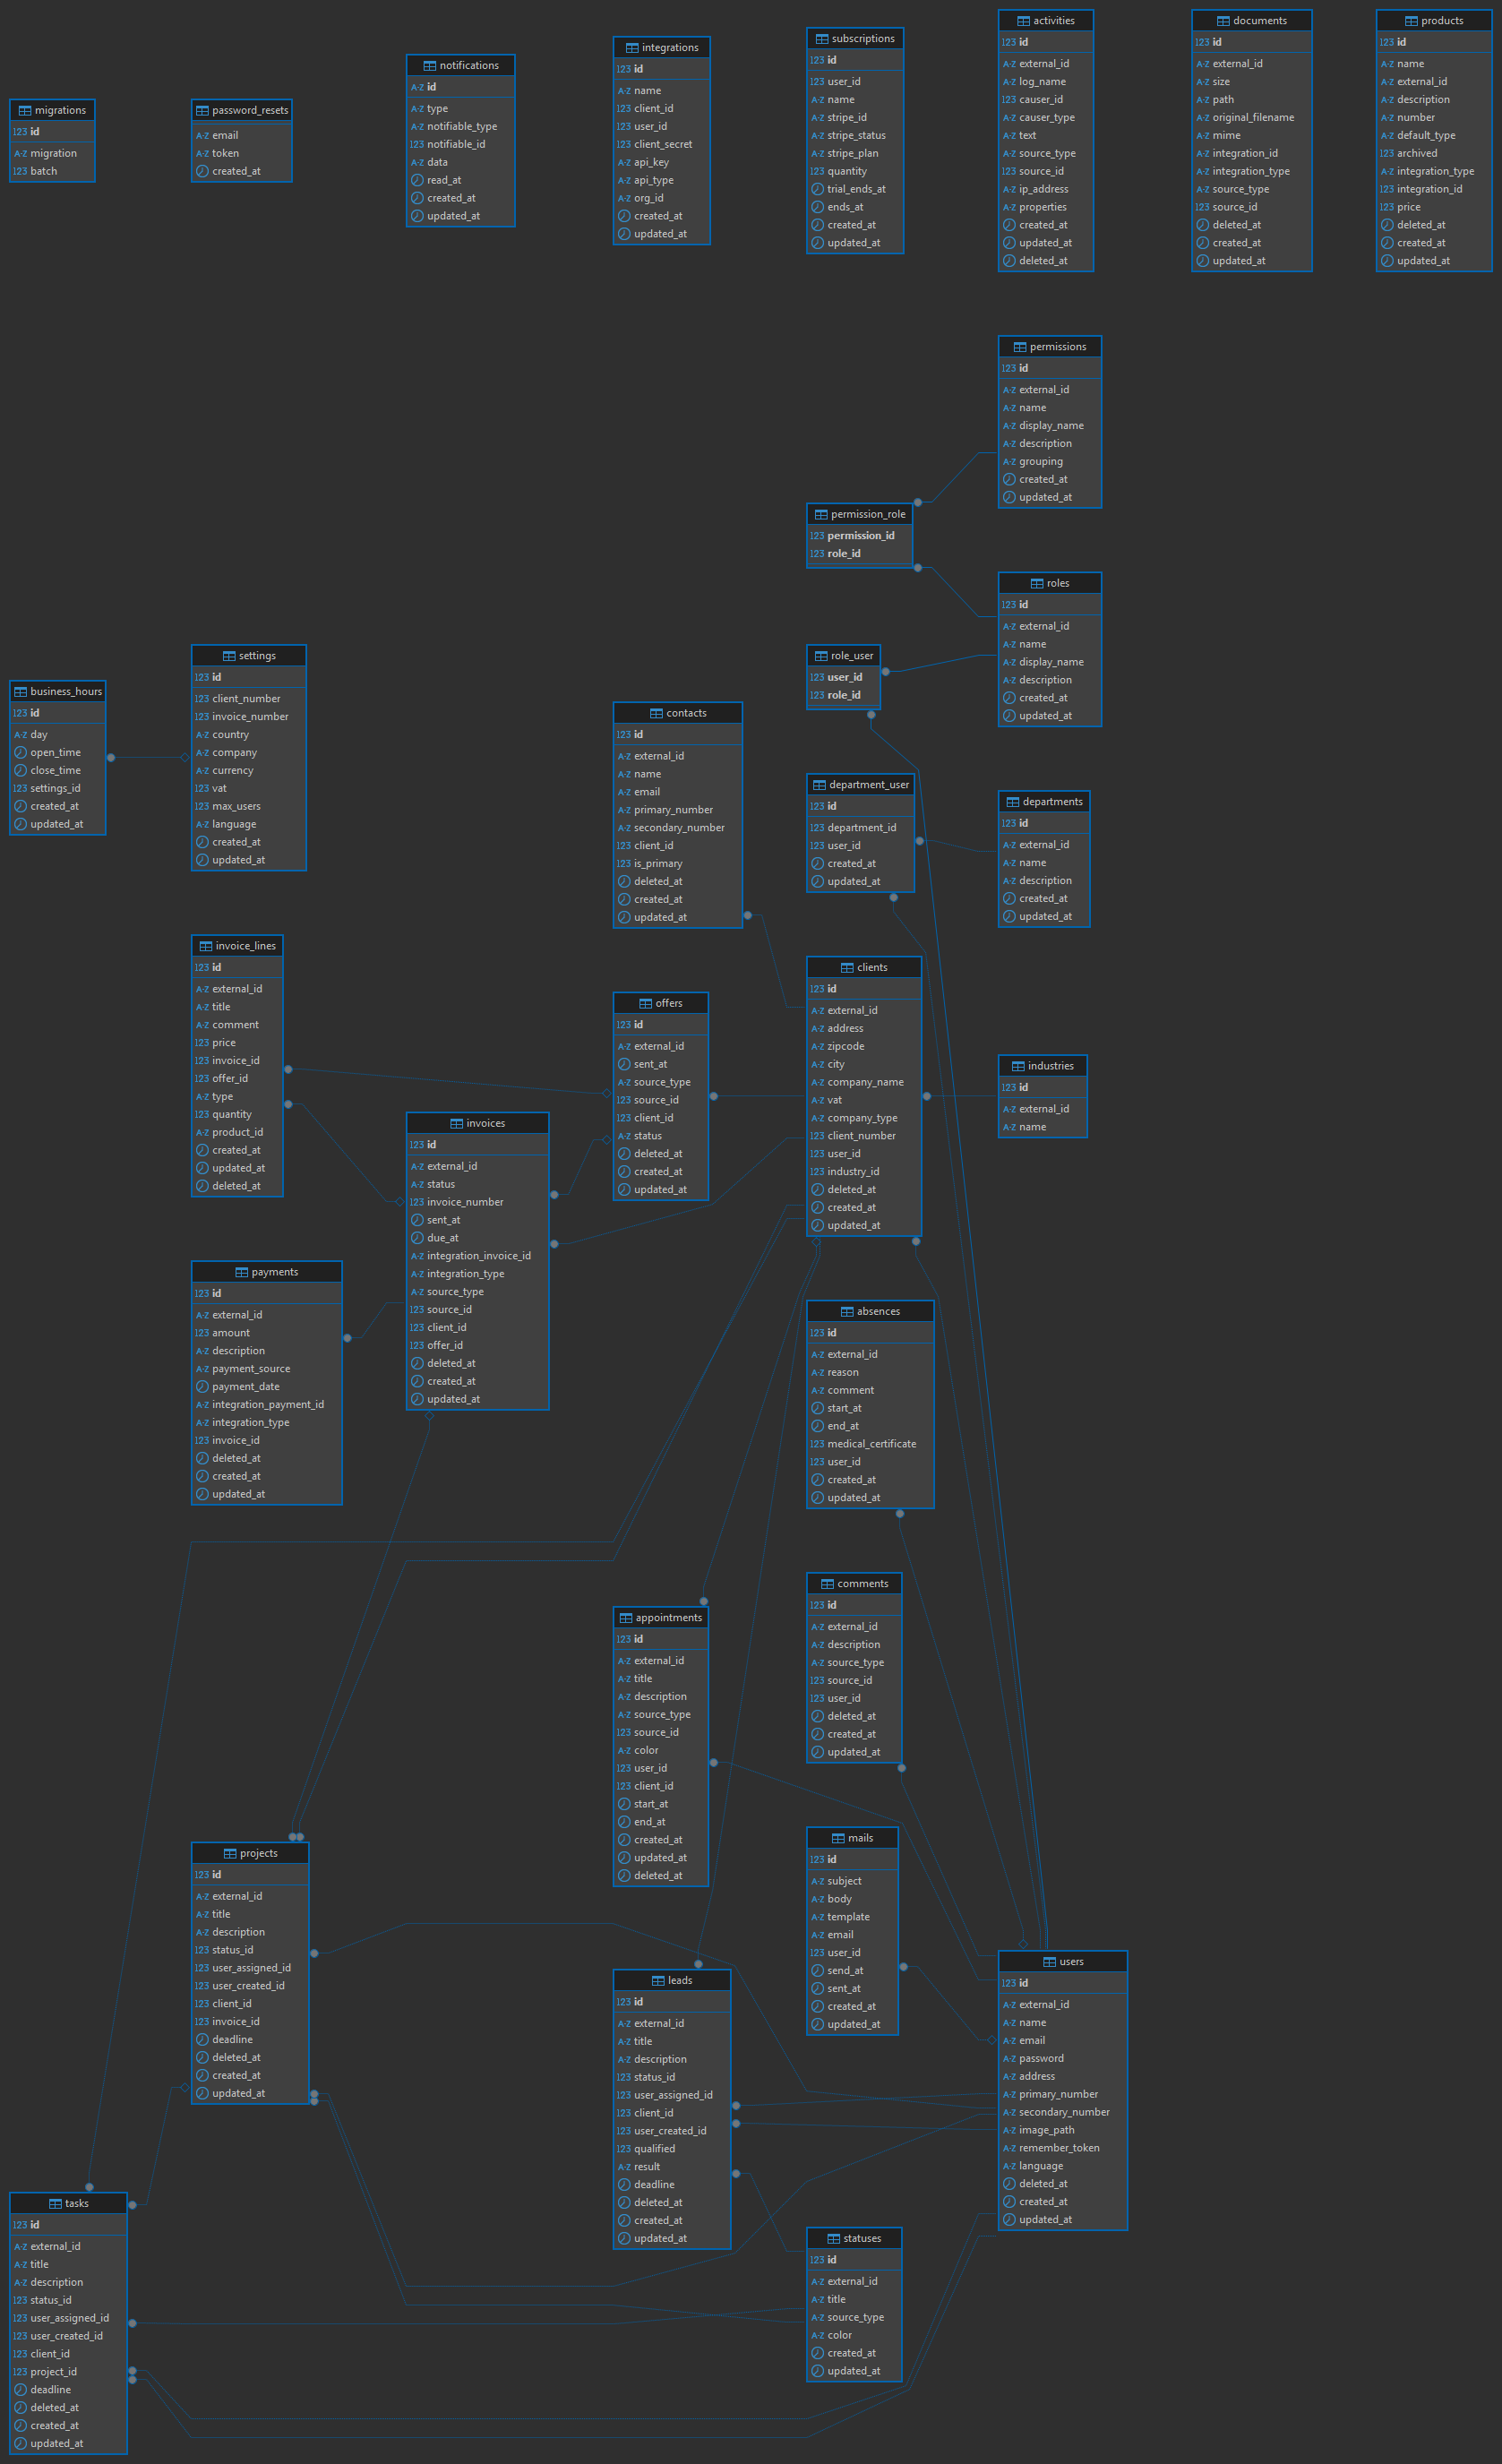 migrations
123 id
A-Z migration
123 batch
password_resets
A-Z email
A-Z token
created_at
notifications
A-Z id
A-Z type
A-Z notifiable_type
123 notifiable_id
A-Z data
read_at
created_at
updated_at
integrations
123 id
A-Z name
123 client_id
123 user_id
123 client_secret
A-Z api_key
A-Z api_type
A-Z org_id
created_at
updated_at
subscriptions
123 id
123 user_id
A-Z name
A-Z stripe_id
A-Z stripe_status
A-Z stripe_plan
123 quantity
trial_ends_at
ends_at
created_at
updated_at
activities
123 id
A-Z external_id
A-Z log_name
123 causer_id
A-Z causer_type
A-Z text
A-Z source_type
123 source_id
A-Z ip_address
A-Z properties
created_at
updated_at
deleted_at
documents
123 id
A-Z external_id
A-Z size
A-Z path
A-Z original_filename
A-Z mime
A-Z integration_id
A-Z integration_type
A-Z source_type
123 source_id
deleted_at
created_at
updated_at
products
123 id
A-Z name
A-Z external_id
A-Z description
A-Z number
A-Z default_type
123 archived
A-Z integration_type
123 integration_id
123 price
deleted_at
created_at
updated_at
permissions
123 id
A-Z external_id
A-Z name
A-Z display_name
A-Z description
A-Z grouping
created_at
updated_at
permission_role
123 permission_id
123 role_id
roles
123 id
A-Z external_id
A-Z name
A-Z display_name
A-Z description
created_at
updated_at
role_user
123 user_id
123 role_id
settings
123 id
123 client_number
123 invoice_number
A-Z country
A-Z company
A-Z currency
123 vat
123 max_users
A-Z language
created_at
updated_at
business_hours
123 id
A-Z day
open_time
close_time
123 settings_id
created_at
updated_at
contacts
123 id
A-Z external_id
A-Z name
A-Z email
A-Z primary_number
A-Z secondary_number
123 client_id
123 is_primary
deleted_at
created_at
updated_at
department_user
123 id
123 department_id
123 user_id
created_at
updated_at
departments
123 id
A-Z external_id
A-Z name
A-Z description
created_at
updated_at
invoice_lines
123 id
A-Z external_id
A-Z title
A-Z comment
123 price
123 invoice_id
123 offer_id
A-Z type
123 quantity
A-Z product_id
created_at
updated_at
deleted_at
offers
123 id
A-Z external_id
sent_at
A-Z source_type
123 source_id
123 client_id
A-Z status
deleted_at
created_at
updated_at
clients
123 id
A-Z external_id
A-Z address
A-Z zipcode
A-Z city
A-Z company_name
A-Z vat
A-Z company_type
123 client_number
123 user_id
123 industry_id
deleted_at
created_at
updated_at
industries
123 id
A-Z external_id
A-Z name
invoices
123 id
A-Z external_id
A-Z status
123 invoice_number
sent_at
due_at
A-Z integration_invoice_id
A-Z integration_type
A-Z source_type
123 source_id
123 client_id
123 offer_id
deleted_at
created_at
updated_at
payments
123 id
A-Z external_id
123 amount
A-Z description
A-Z payment_source
payment_date
A-Z integration_payment_id
A-Z integration_type
123 invoice_id
deleted_at
created_at
updated_at
absences
123 id
A-Z external_id
A-Z reason
A-Z comment
start_at
end_at
123 medical_certificate
123 user_id
created_at
updated_at
appointments
123 id
A-Z external_id
A-Z title
A-Z description
A-Z source_type
123 source_id
A-Z color
123 user_id
123 client_id
start_at
end_at
created_at
updated_at
deleted_at
comments
123 id
A-Z external_id
A-Z description
A-Z source_type
123 source_id
123 user_id
deleted_at
created_at
updated_at
mails
123 id
A-Z subject
A-Z body
A-Z template
A-Z email
123 user_id
send_at
sent_at
created_at
updated_at
projects
123 id
A-Z external_id
A-Z title
A-Z description
123 status_id
123 user_assigned_id
123 user_created_id
123 client_id
123 invoice_id
deadline
deleted_at
created_at
updated_at
leads
123 id
A-Z external_id
A-Z title
A-Z description
123 status_id
123 user_assigned_id
123 client_id
123 user_created_id
123 qualified
A-Z result
deadline
deleted_at
created_at
updated_at
users
123 id
A-Z external_id
A-Z name
A-Z email
A-Z password
A-Z address
A-Z primary_number
A-Z secondary_number
A-Z image_path
A-Z remember_token
A-Z language
deleted_at
created_at
updated_at
tasks
123 id
A-Z external_id
A-Z title
A-Z description
123 status_id
123 user_assigned_id
123 user_created_id
123 client_id
123 project_id
deadline
deleted_at
created_at
updated_at
statuses
123 id
A-Z external_id
A-Z title
A-Z source_type
A-Z color
created_at
updated_at